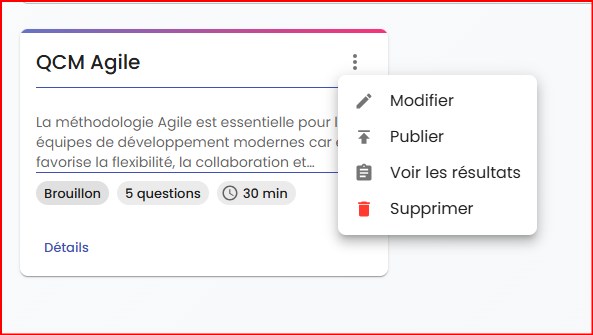 QCM Agile
La méthodologie Agile est essentielle pour
équipes de développement modernes car
favorise la flexibilité, la collaboration et…
Brouillon
5 questions
30 min
Détails
Modifier
Publier
Voir les résultats
Supprimer